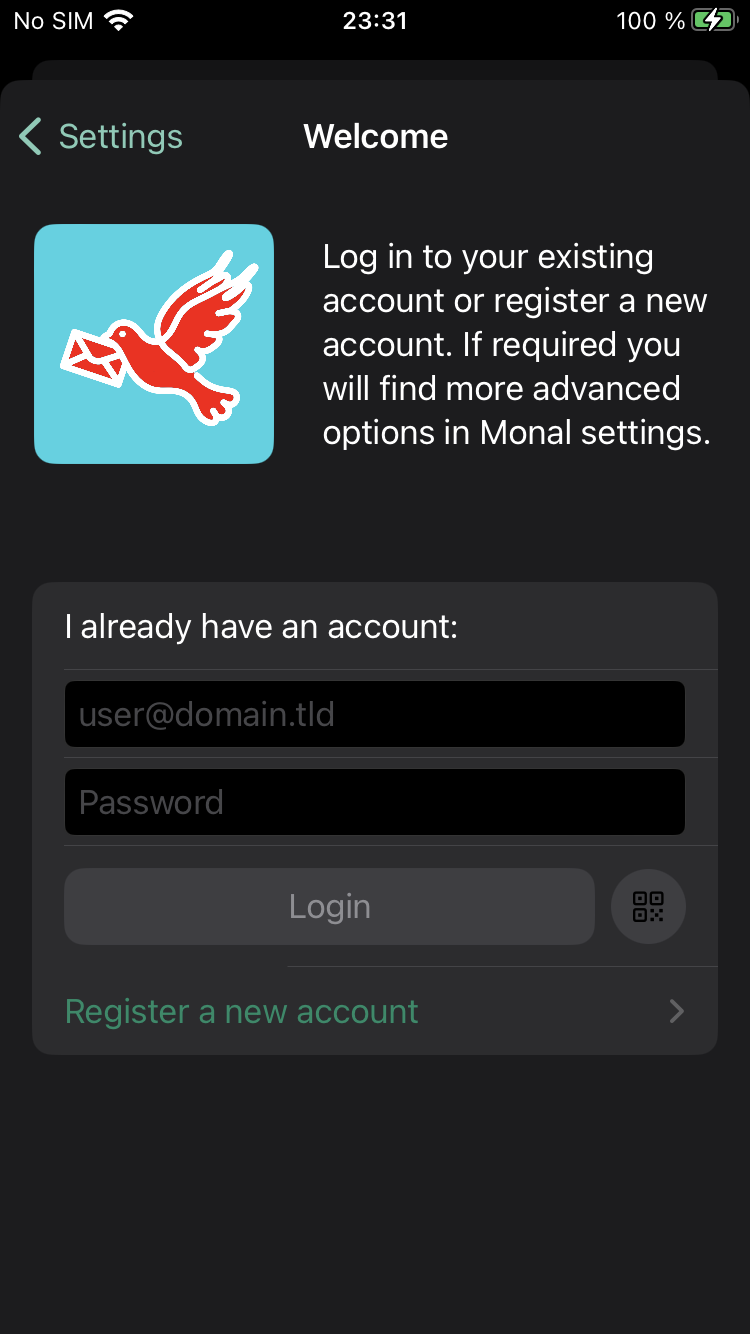 No SIM 23:31 100 %
Settings Welcome
Log in to your existing
account or register a new
account. If required you
will find more advanced
options in Monal settings.
I already have an account:
user@domain.tld
Password
Login
Register a new account